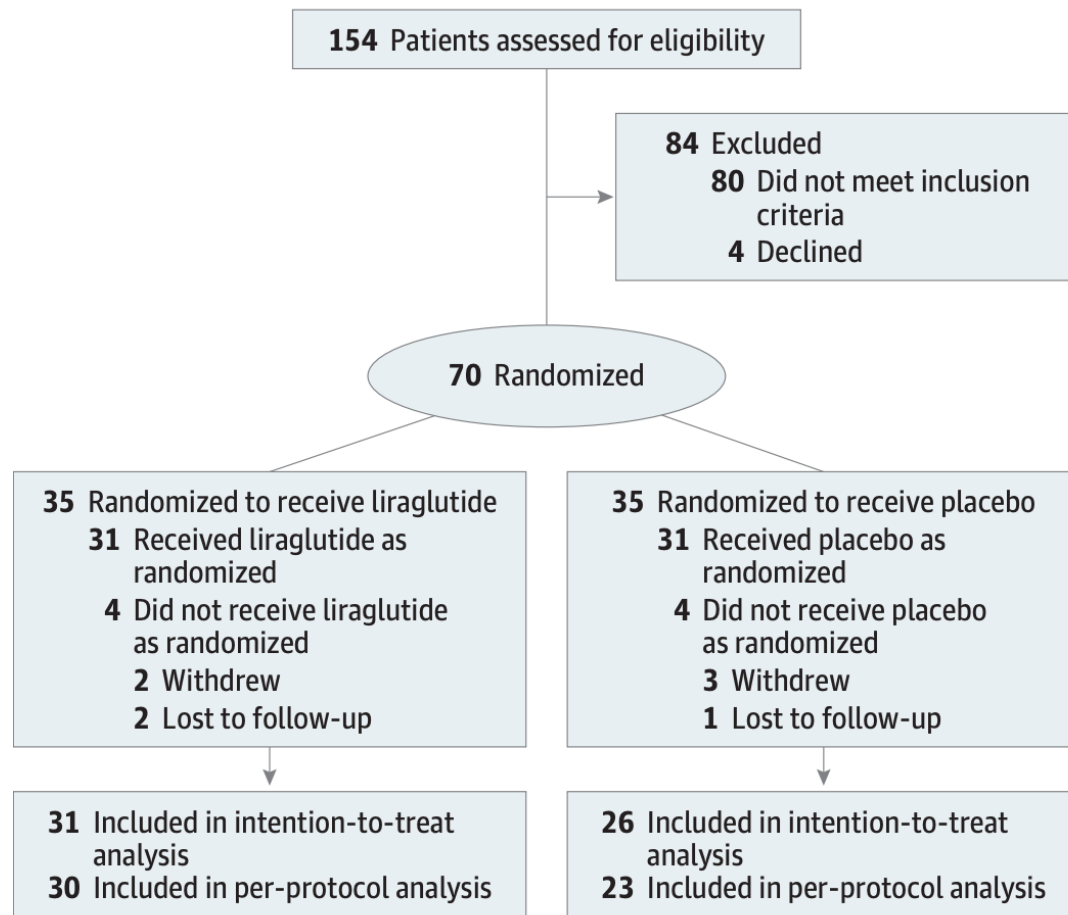 154 Patients assessed for eligibility
84 Excluded
80 Did not meet inclusion
criteria
4 Declined
70 Randomized
35 Randomized to receive liraglutide
31 Received liraglutide as
randomized
4 Did not receive liraglutide
as randomized
2 Withdrew
2 Lost to follow-up
35 Randomized to receive placebo
31 Received placebo as
randomized
4 Did not receive placebo
as randomized
3 Withdrew
1 Lost to follow-up
31 Included in intention-to-treat
analysis
30 Included in per-protocol analysis
26 Included in intention-to-treat
analysis
23 Included in per-protocol analysis